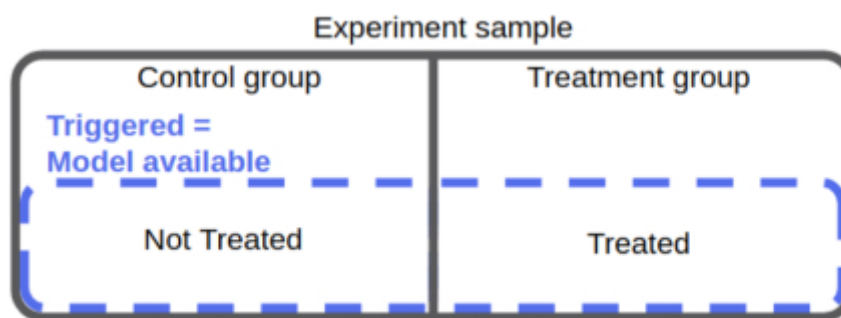 Experiment sample
Control group
Treatment group
Triggered =
Model available
Not Treated
Treated